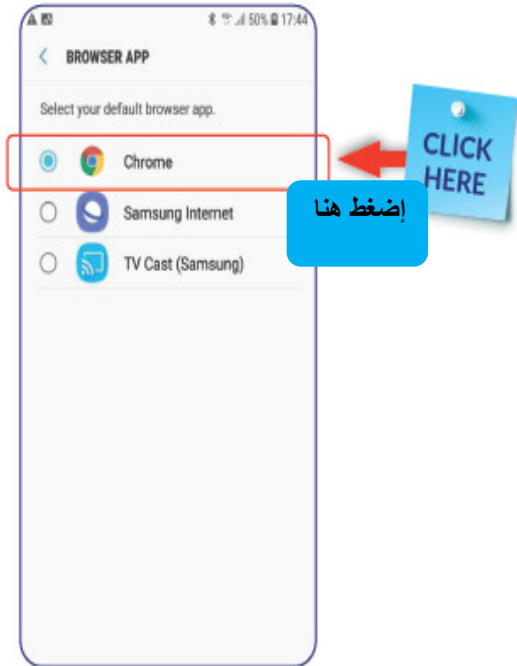 50% 17:44
BROWSER APP
Select your default browser app.
Chrome
CLICK
HERE
Samsung Internet
إضغط هنا
TV Cast (Samsung)